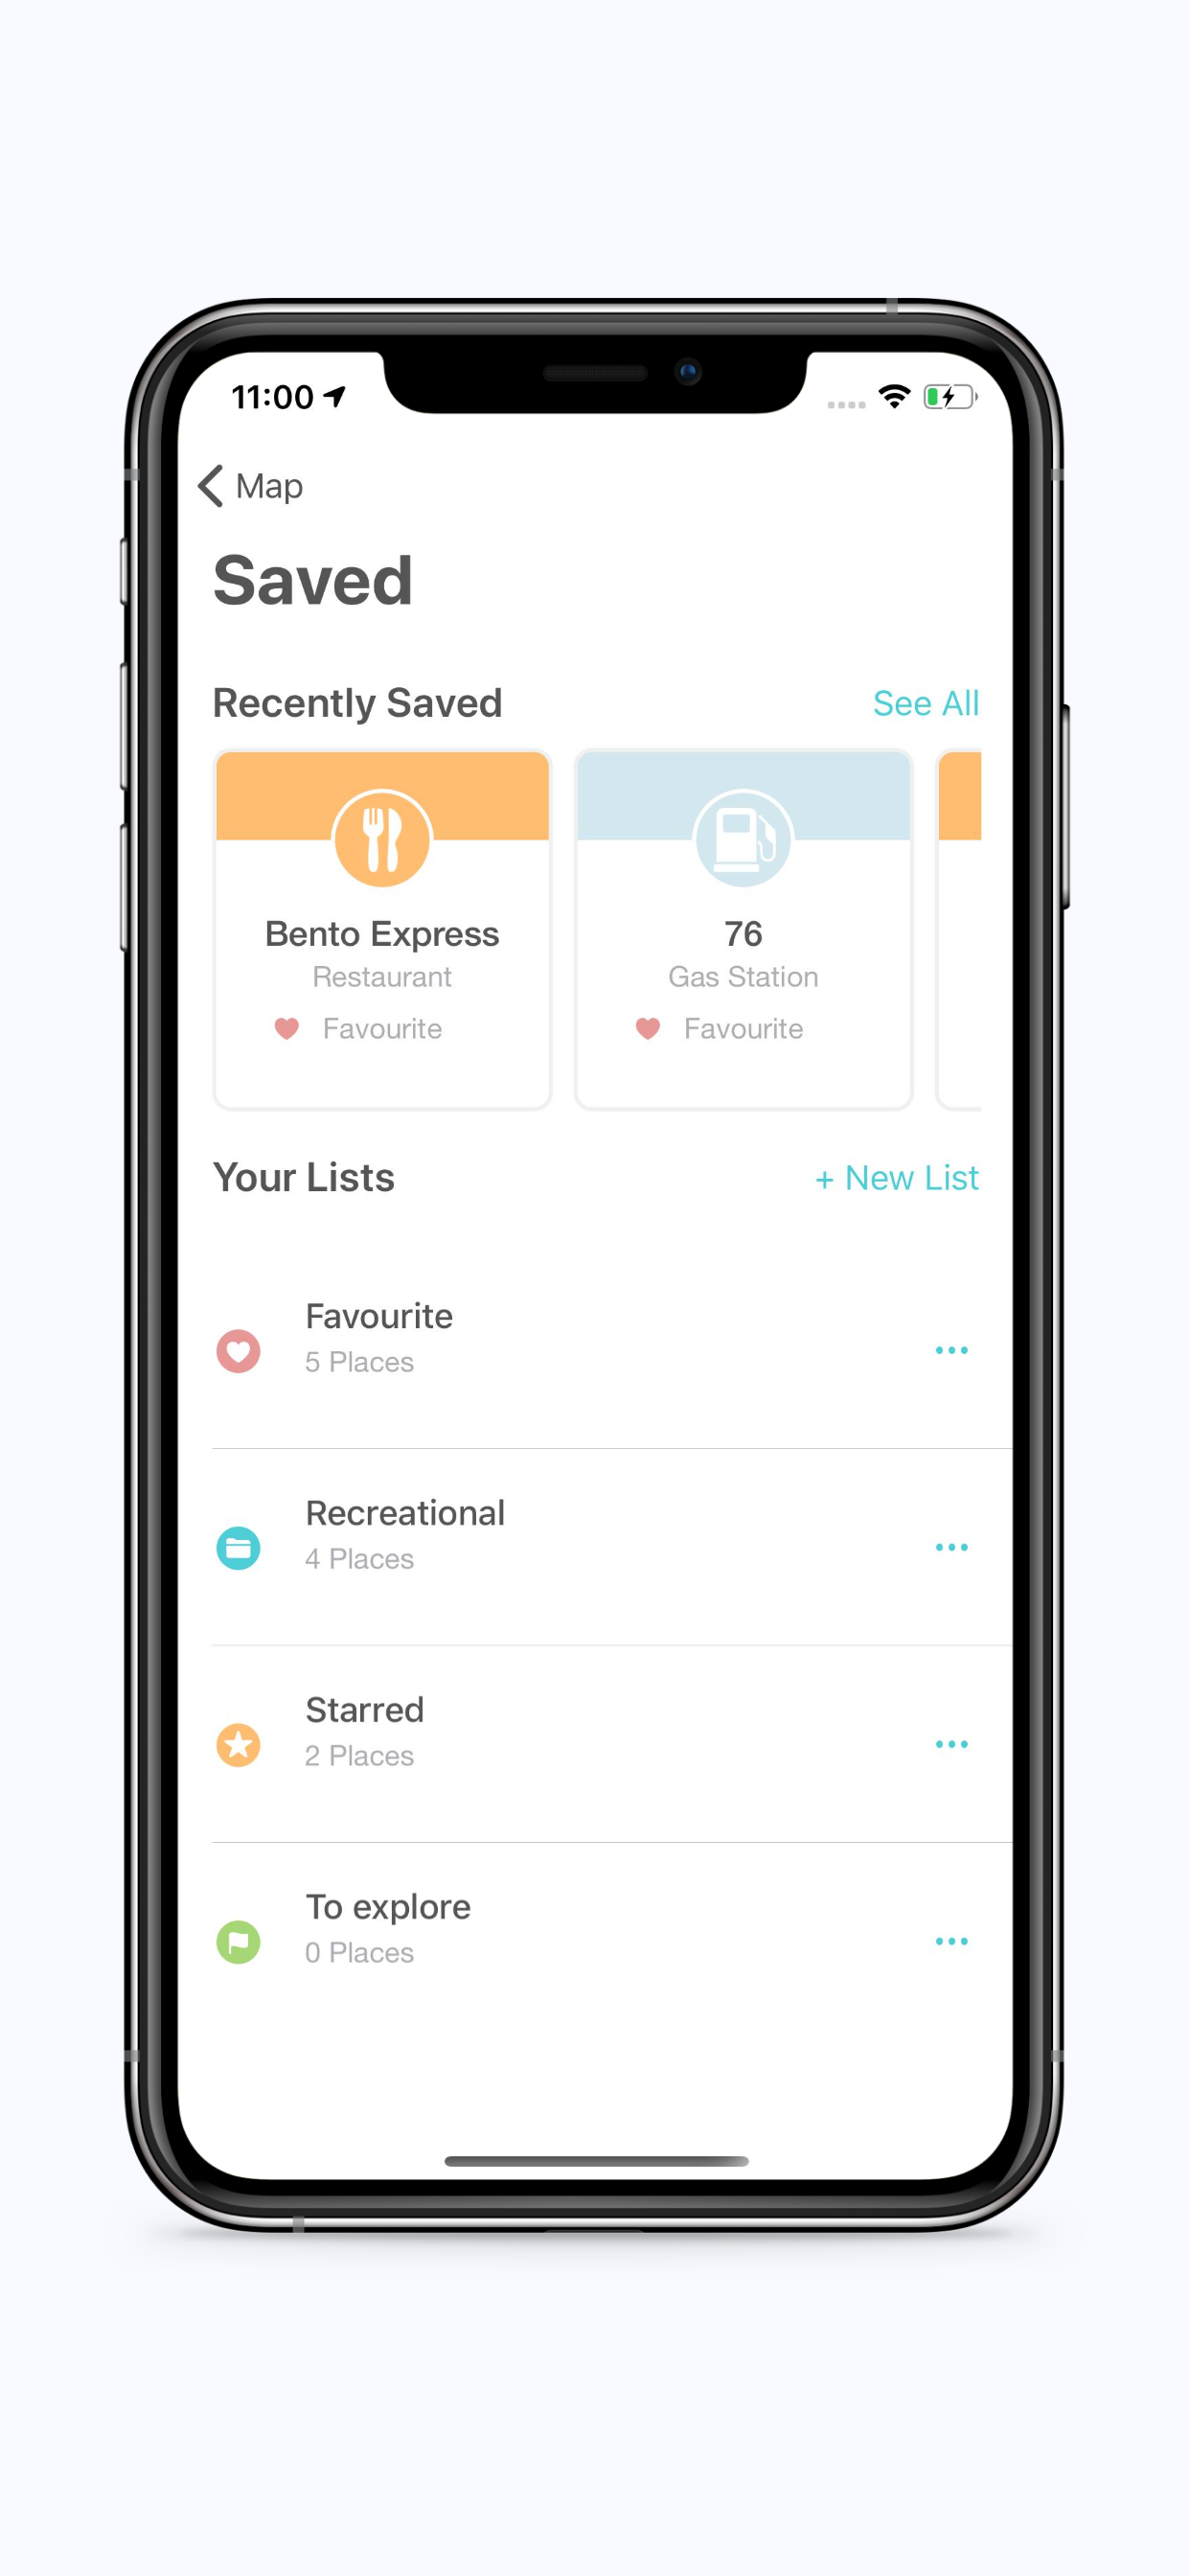 11:00
Map
Saved
Recently Saved
See All
Bento Express
Restaurant
Favourite
76
Gas Station
Favourite
Your Lists
+ New List
Favourite
5 Places
Recreational
4 Places
Starred
2 Places
To explore
0 Places